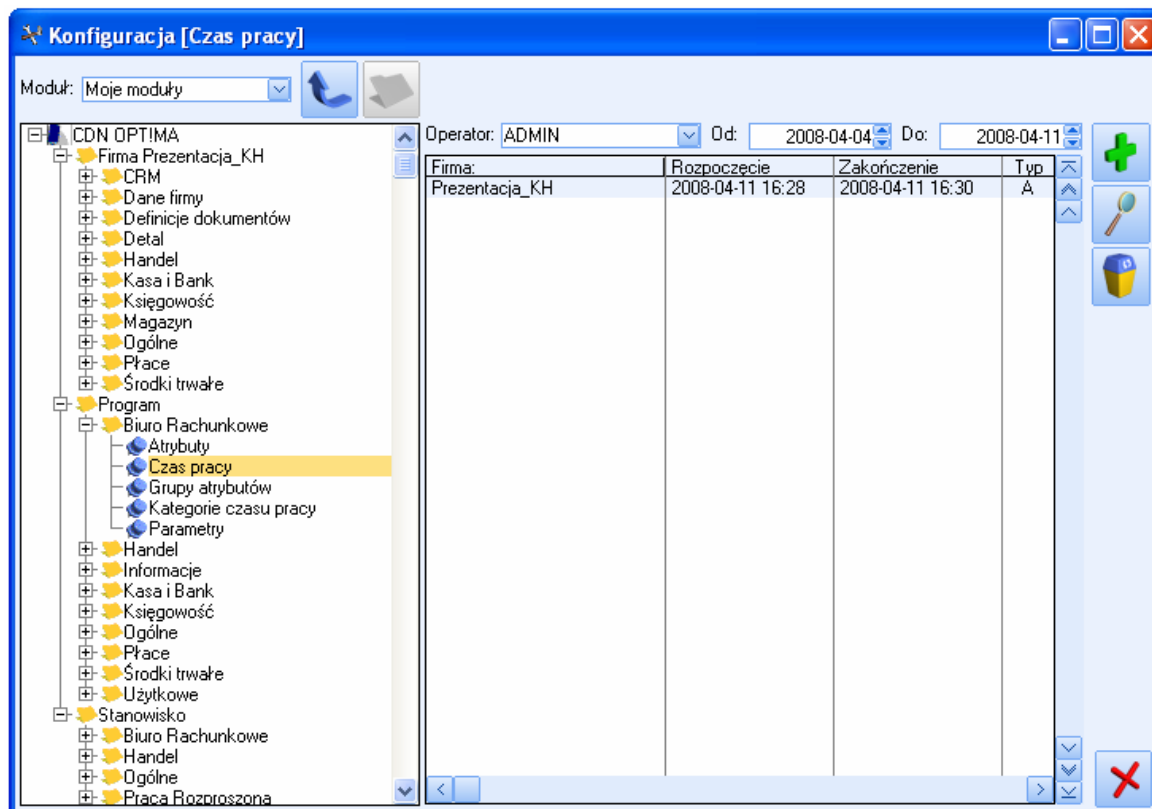 Konfiguracja [Czas pracy]
Moduł: Moje moduły
CDN OPT!MA
Firma Prezentacja_KH
CRM
Dane firmy
Definicje dokumentów
Detal
Handel
Kasa i Bank
Księgowość
Magazyn
Ogólne
Płace
Środki trwałe
Program
Biuro Rachunkowe
Atrybuty
Czas pracy
Grupy atrybutów
Kategorie czasu pracy
Parametry
Handel
Informacje
Kasa i Bank
Księgowość
Ogólne
Płace
Środki trwałe
Użytkowe
Stanowisko
Biuro Rachunkowe
Handel
Ogólne
Praca Rozproszona
Operator: ADMIN Od: 2008-04-04 Do: 2008-04-11
Firma: Rozpoczęcie Zakończenie Typ
Prezentacja_KH 2008-04-11 16:28 2008-04-11 16:30 A